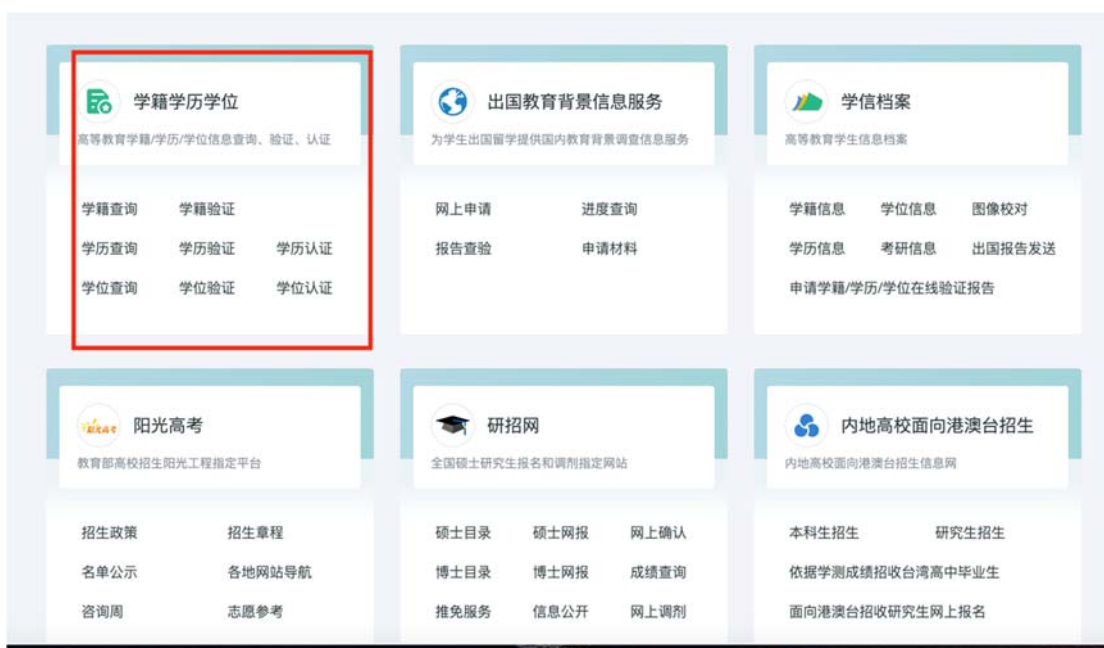 学籍学历学位
高等教育学籍/学历/学位信息查询、验证、认证
学籍查询 学籍验证
学历查询 学历验证 学历认证
学位查询 学位验证 学位认证
出国教育背景信息服务
为学生出国留学提供国内教育背景调查信息服务
网上申请 进度查询
报告查验 申请材料
学信档案
高等教育学生信息档案
学籍信息 学位信息 图像校对
学历信息 考研信息 出国报告发送
申请学籍/学历/学位在线验证报告
阳光高考
阳光高考
教育部高校招生阳光工程指定平台
招生政策 招生章程
名单公示 各地网站导航
咨询周 志愿参考
研招网
全国硕士研究生报名和调剂指定网站
硕士目录 硕士网报 网上确认
博士目录 博士网报 成绩查询
推免服务 信息公开 网上调剂
内地高校面向港澳台招生
内地高校面向港澳台招生信息网
本科生招生 研究生招生
依据学测成绩招收台湾高中毕业生
面向港澳台招收研究生网上报名